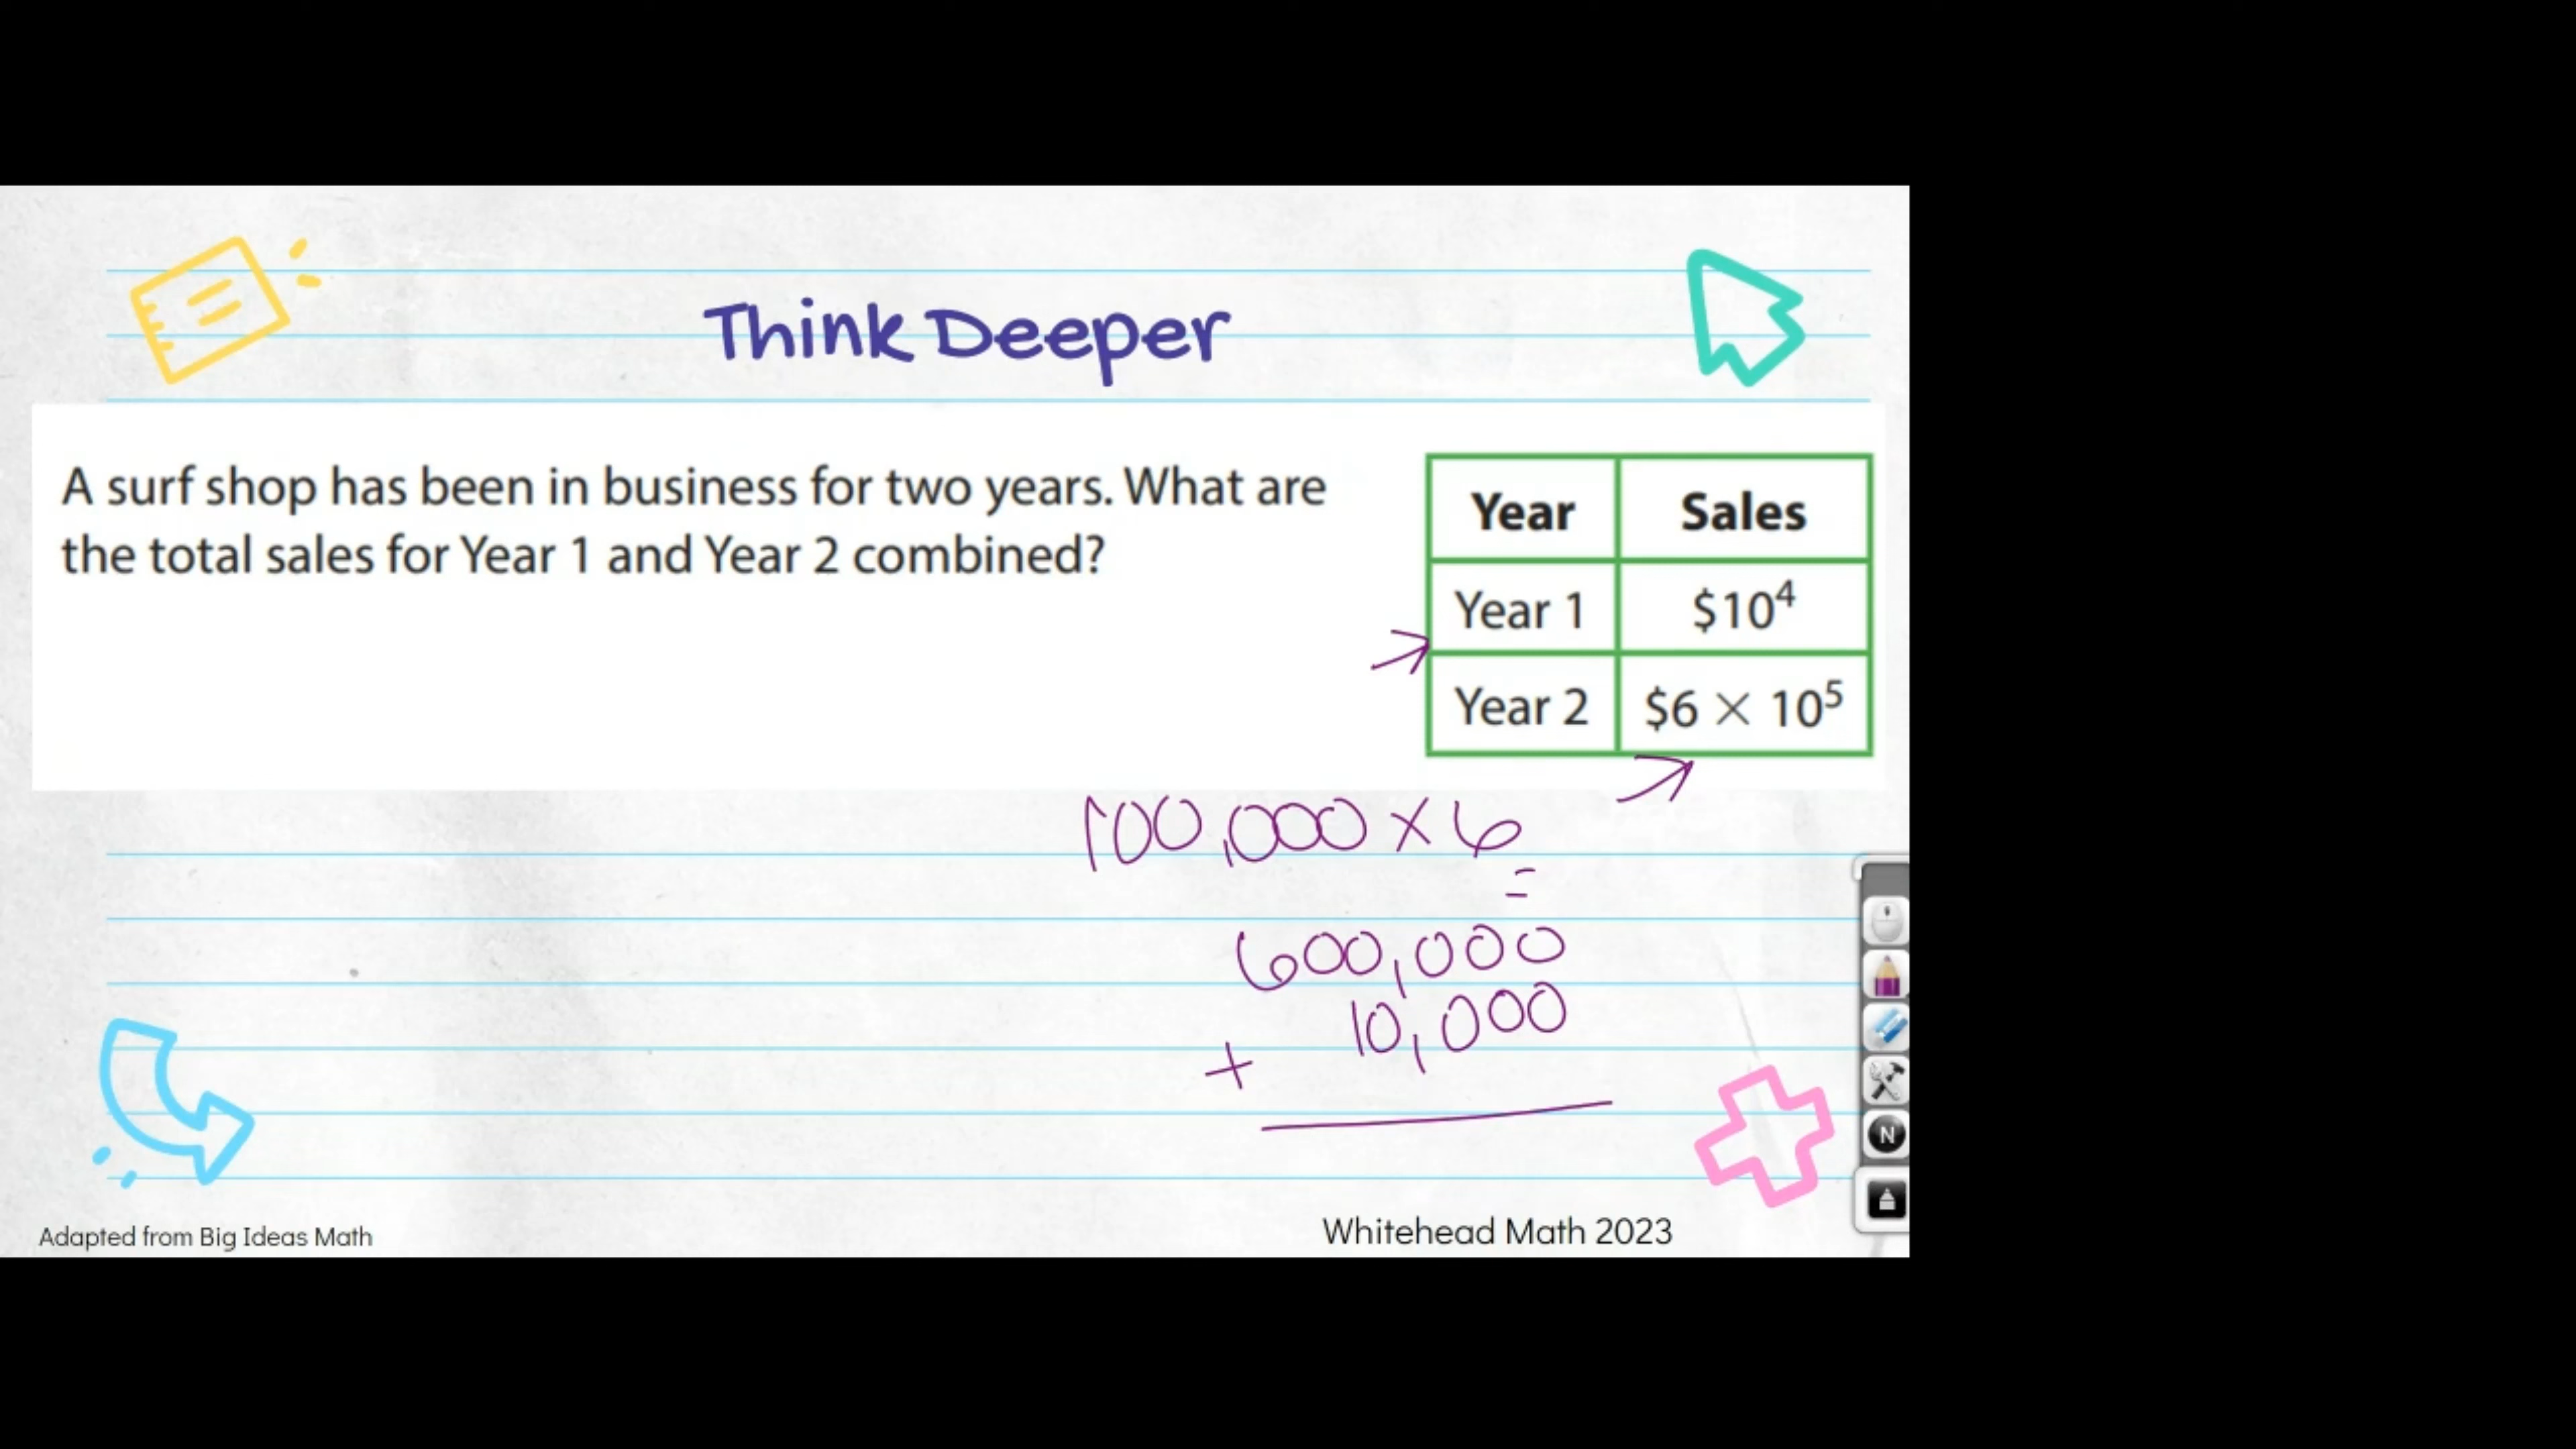 Think Deeper
A surf shop has been in business for two years. What are
the total sales for Year 1 and Year 2 combined?
Year Sales
Year 1 $10⁴
Year 2 $6 × 10⁵
100,000 × 6
=
600,000
10,000
+
N
Adapted from Big Ideas Math
Whitehead Math 2023